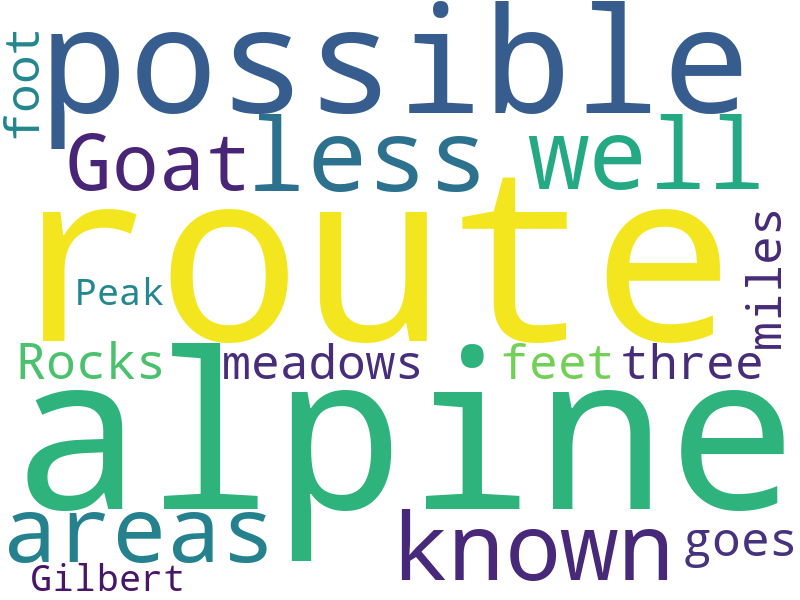 foot
possible
Goat less well
route
miles
Peak
Rocks meadows feet three
alpine
areas known goes
Gilbert